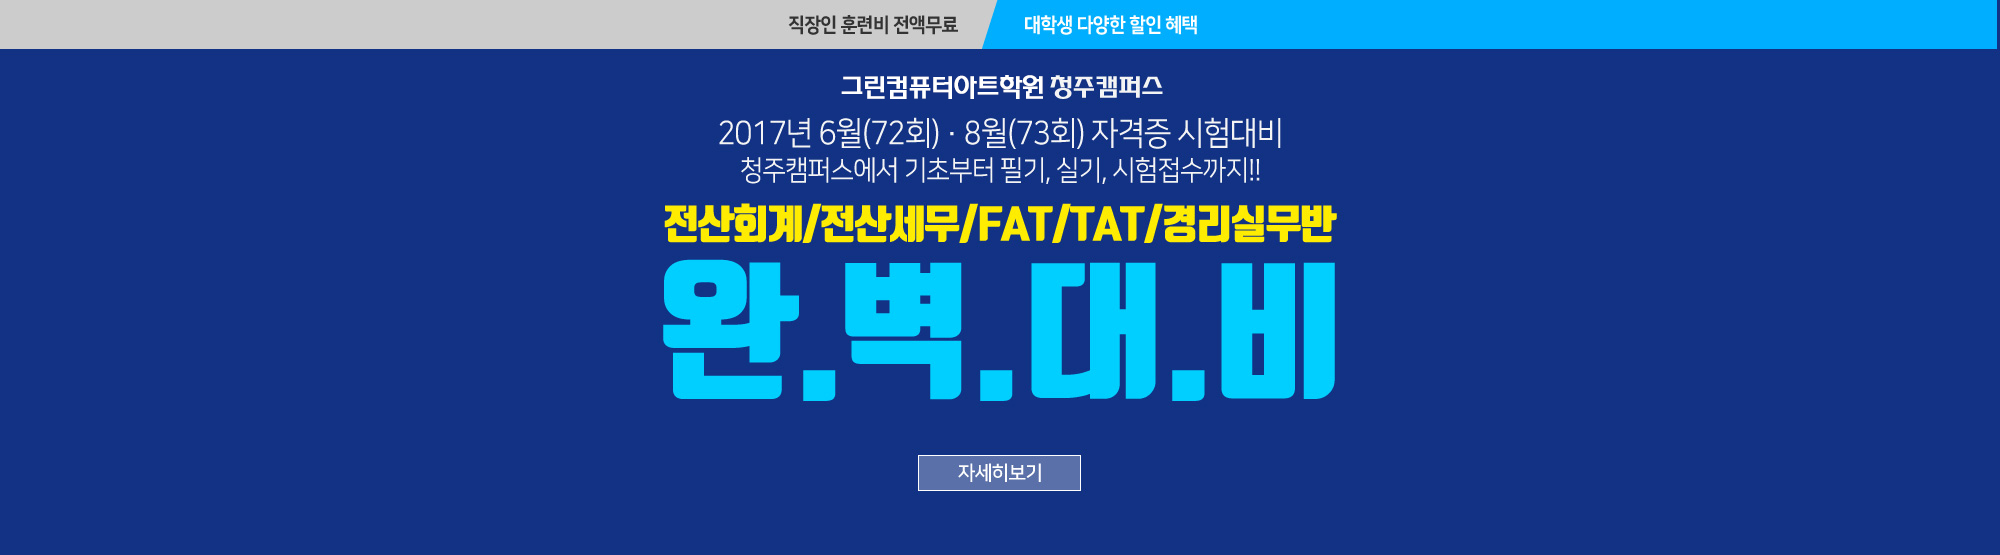 직장인 훈련비 전액무료
대학생 다양한 할인 혜택
그린컴퓨터아트학원 청주캠퍼스
2017년 6월(72회) · 8월(73회) 자격증 시험대비
청주캠퍼스에서 기초부터 필기, 실기, 시험접수까지!!
전산회계/전산세무/FAT/TAT/경리실무반
완.벽.대.비
자세히보기